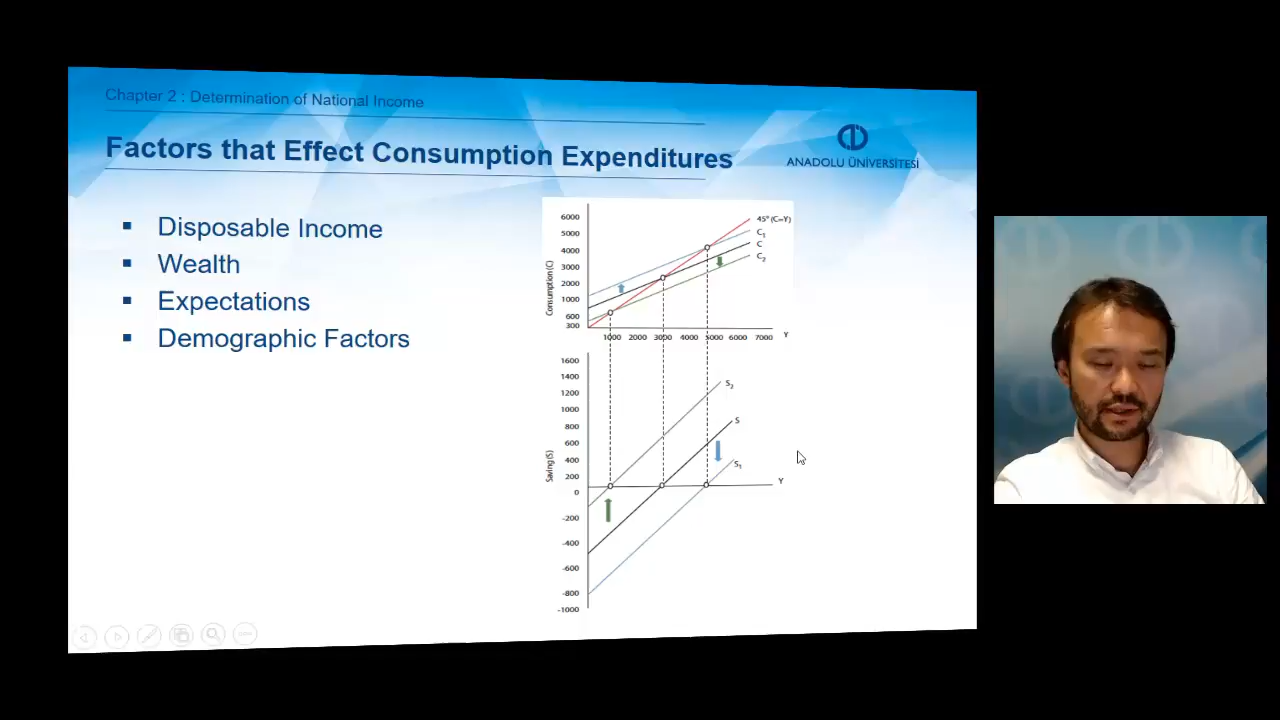 Chapter 2 : Determination of National Income
Factors that Effect Consumption Expenditures
ANADOLU ÜNİVERSİTESİ
▪ Disposable Income
▪ Wealth
▪ Expectations
▪ Demographic Factors
6000
5000
4000
3000
2000
1000
600
300
Consumption (C)
45° (C=Y)
C₁
C
C₂
1000 2000 3000 4000 5000 6000 7000 Y
1600
1400
1200
1000
800
600
400
200
0
-200
-400
-600
-800
-1000
Saving (S)
S₂
S
S₁
Y